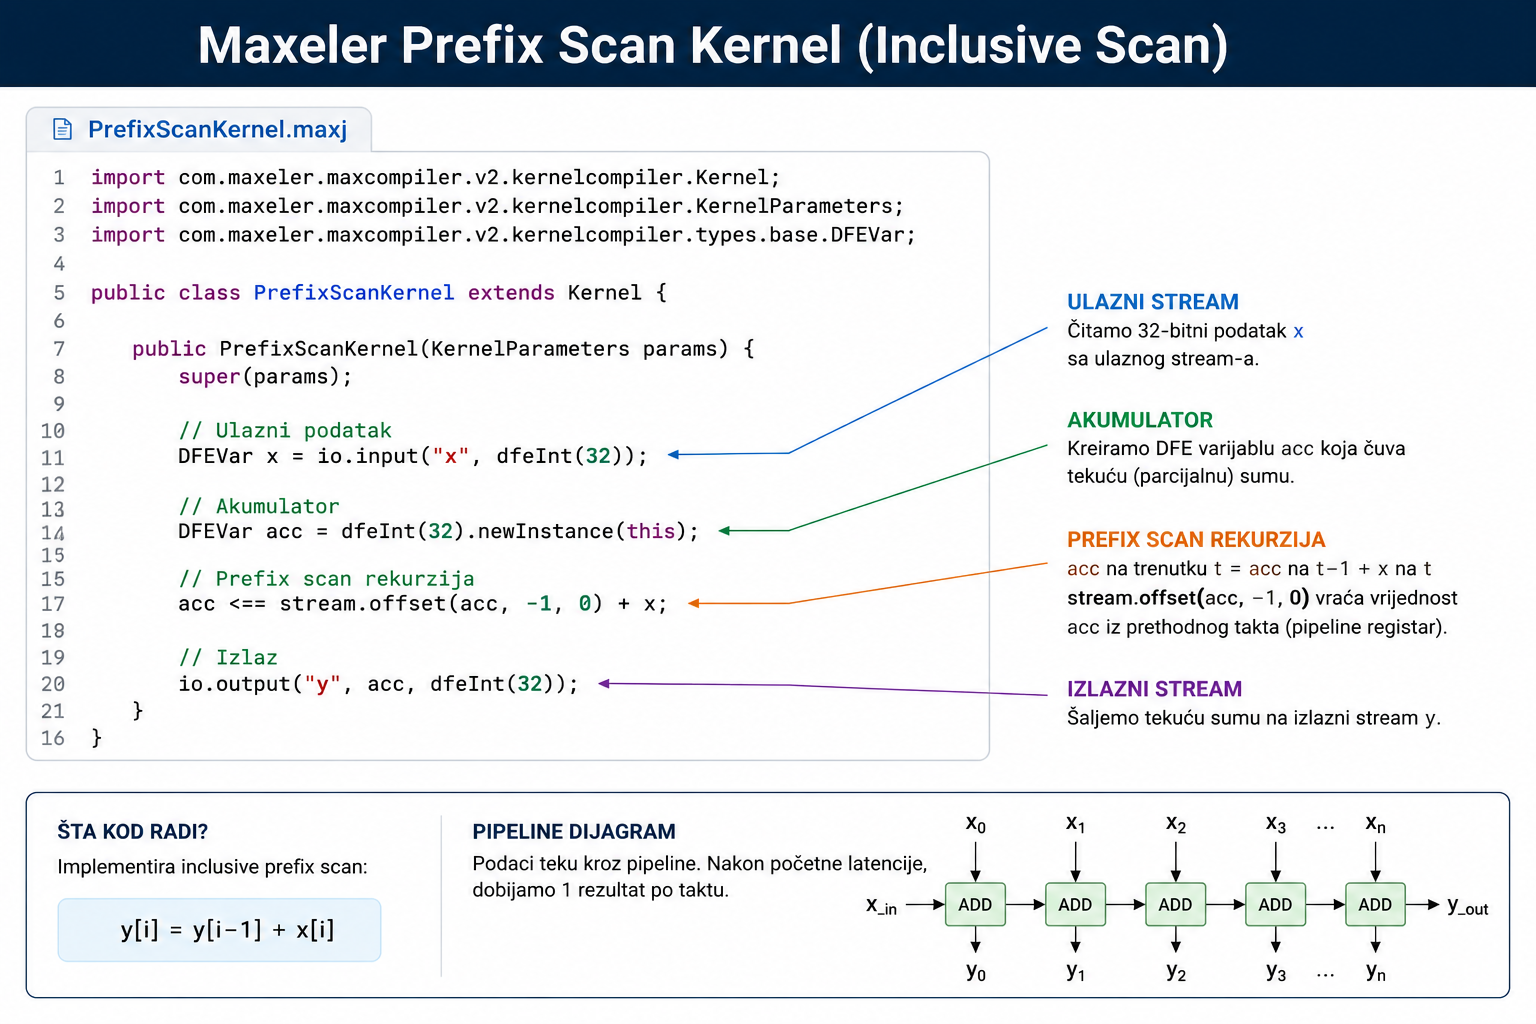 Maxeler Prefix Scan Kernel (Inclusive Scan)
PrefixScanKernel.maxj
1 import com.maxeler.maxcompiler.v2.kernelcompiler.Kernel;
2 import com.maxeler.maxcompiler.v2.kernelcompiler.KernelParameters;
3 import com.maxeler.maxcompiler.v2.kernelcompiler.types.base.DFEVar;
4
5 public class PrefixScanKernel extends Kernel {
6
7 public PrefixScanKernel(KernelParameters params) {
8 super(params);
9
10 // Ulazni podatak
11 DFEVar x = io.input("x", dfeInt(32));
12
13 // Akumulator
14 DFEVar acc = dfeInt(32).newInstance(this);
15
15 // Prefix scan rekurzija
17 acc <== stream.offset(acc, -1, 0) + x;
18
19 // Izlaz
20 io.output("y", acc, dfeInt(32));
21 }
16 }
ULAZNI STREAM
Čitamo 32-bitni podatak x
sa ulaznog stream-a.
AKUMULATOR
Kreiramo DFE varijablu acc koja čuva
tekuću (parcijalnu) sumu.
PREFIX SCAN REKURZIJA
acc na trenutku t = acc na t−1 + x na t
stream.offset(acc, −1, 0) vraća vrijednost
acc iz prethodnog takta (pipeline registar).
IZLAZNI STREAM
Šaljemo tekuću sumu na izlazni stream y.
ŠTA KOD RADI?
Implementira inclusive prefix scan:
y[i] = y[i−1] + x[i]
PIPELINE DIJAGRAM
Podaci teku kroz pipeline. Nakon početne latencije,
dobijamo 1 rezultat po taktu.
x₀ x₁ x₂ x₃ ... xₙ
x_in ADD ADD ADD ADD ADD y_out
y₀ y₁ y₂ y₃ ... yₙ